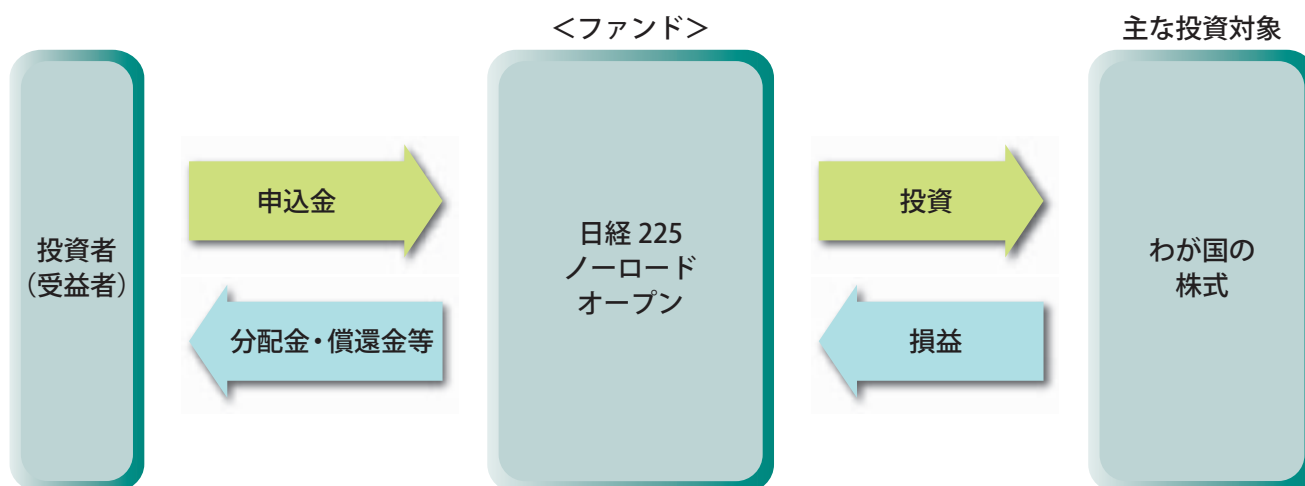 ＜ファンド＞
主な投資対象
投資者
（受益者）
申込金
分配金・償還金等
日経 225
ノーロード
オープン
投資
損益
わが国の
株式